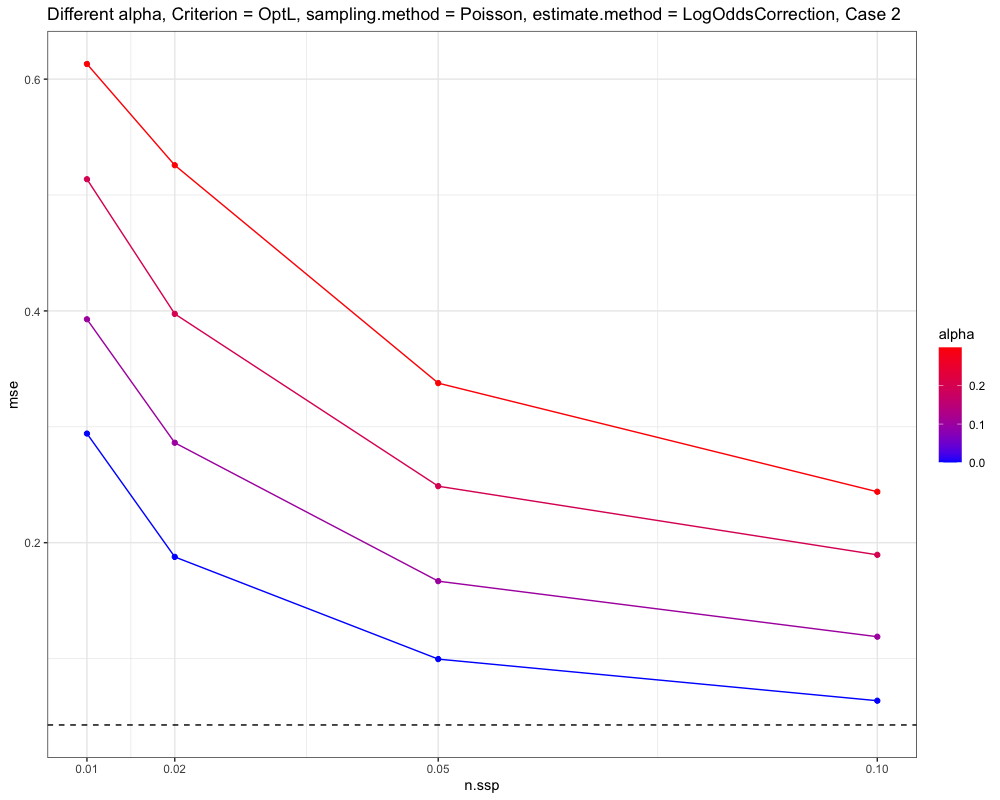 Different alpha, Criterion = OptL, sampling.method = Poisson, estimate.method = LogOddsCorrection, Case 2
0.6
0.4
0.2
mse
0.01
0.02
0.05
0.10
n.ssp
alpha
0.2
0.1
0.0